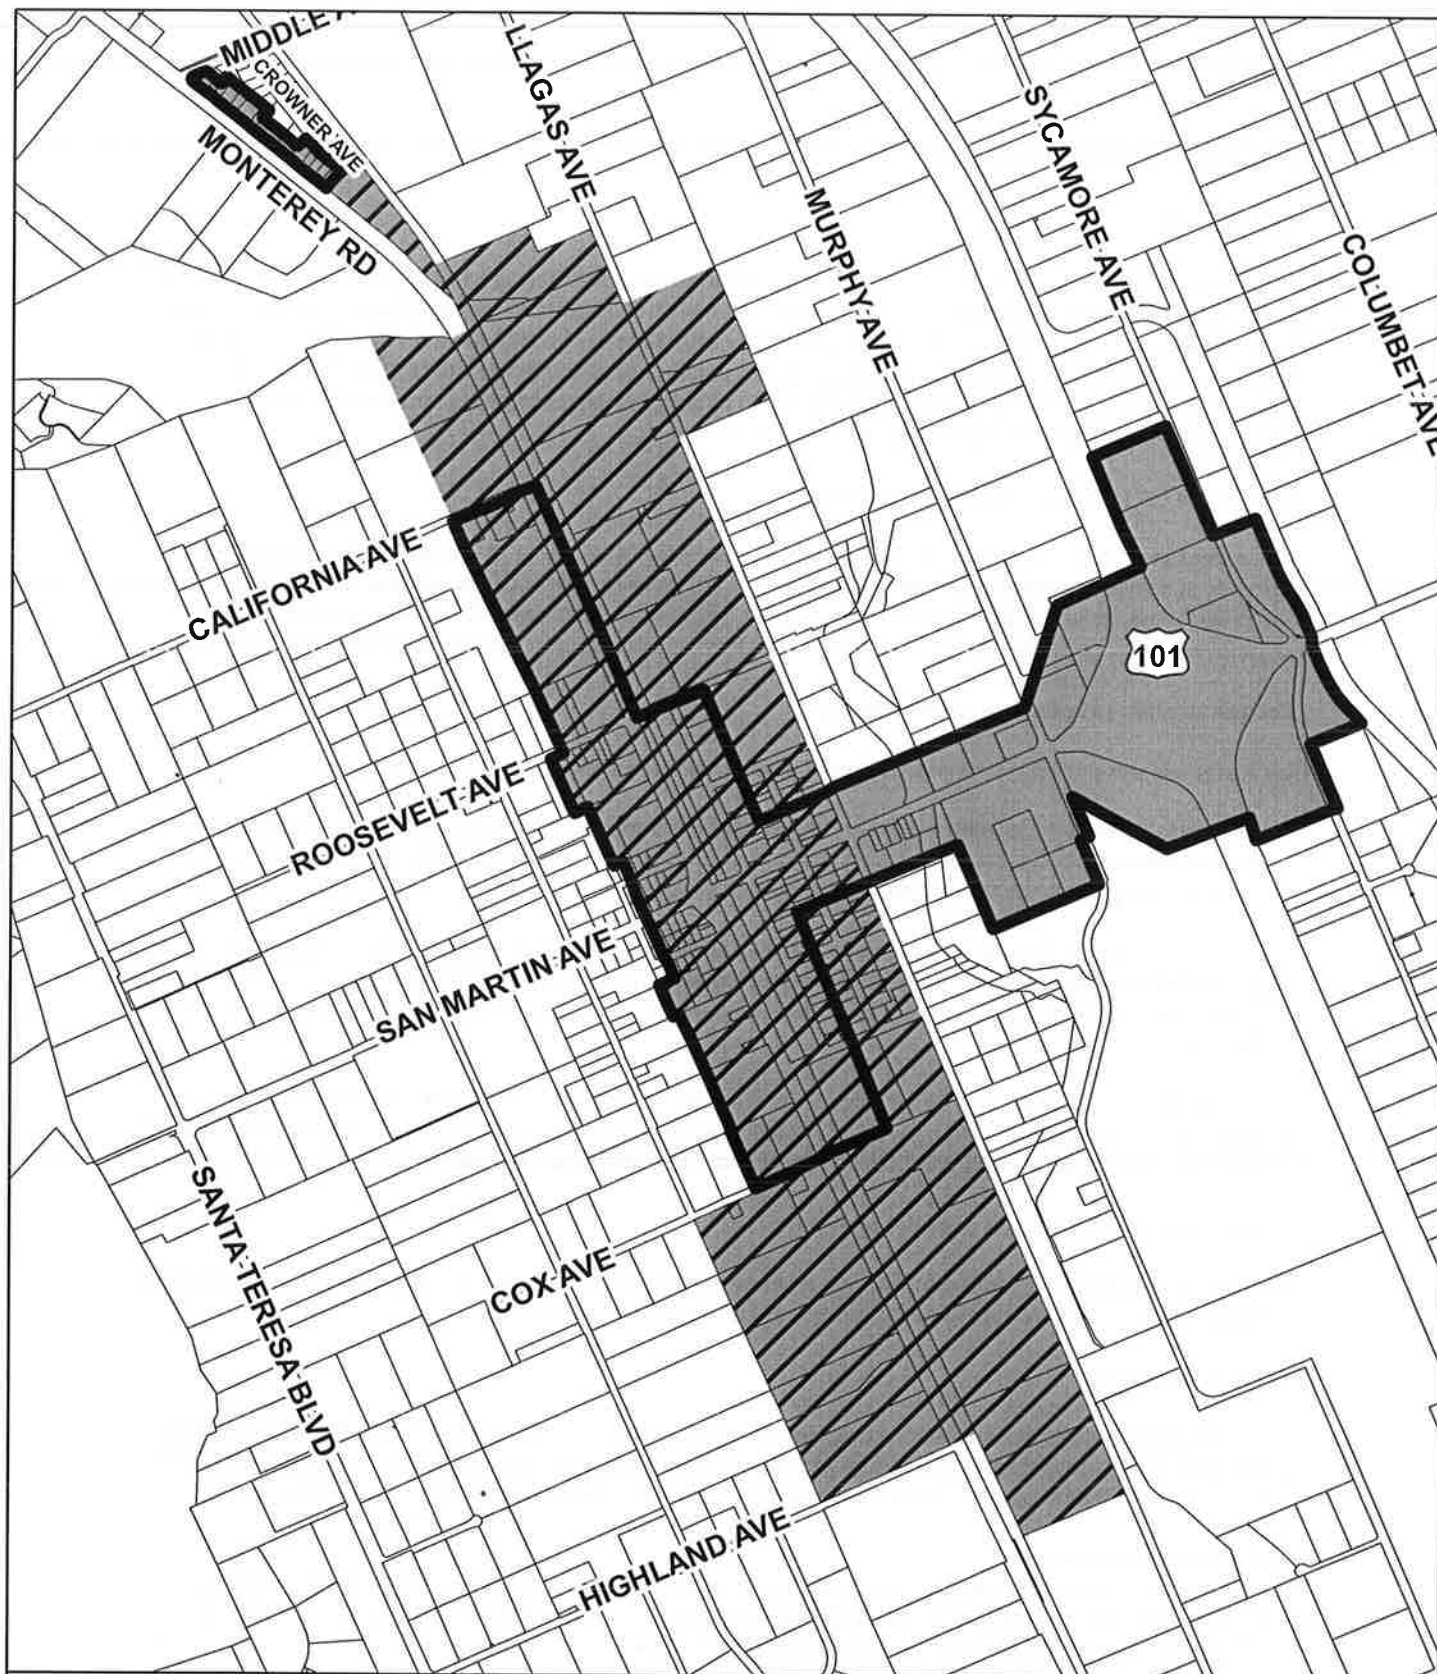 MIDDLE A
CROWNER AVE
MONTEREY RD
LLAGAS AVE
MURPHY AVE
SYCAMORE AVE
COLUMBET AVE
CALIFORNIA AVE
101
ROOSEVELT AVE
SAN MARTIN AVE
SANTA TERESA BLVD
COX AVE
HIGHLAND AVE